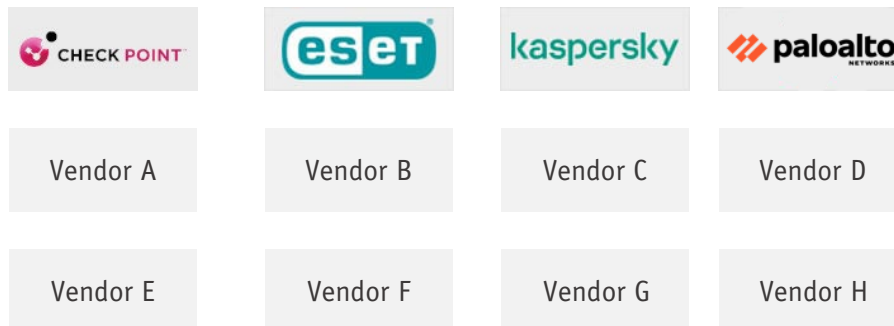 CHECK POINT
eset
kaspersky
paloalto
NETWORKS
Vendor A
Vendor B
Vendor C
Vendor D
Vendor E
Vendor F
Vendor G
Vendor H